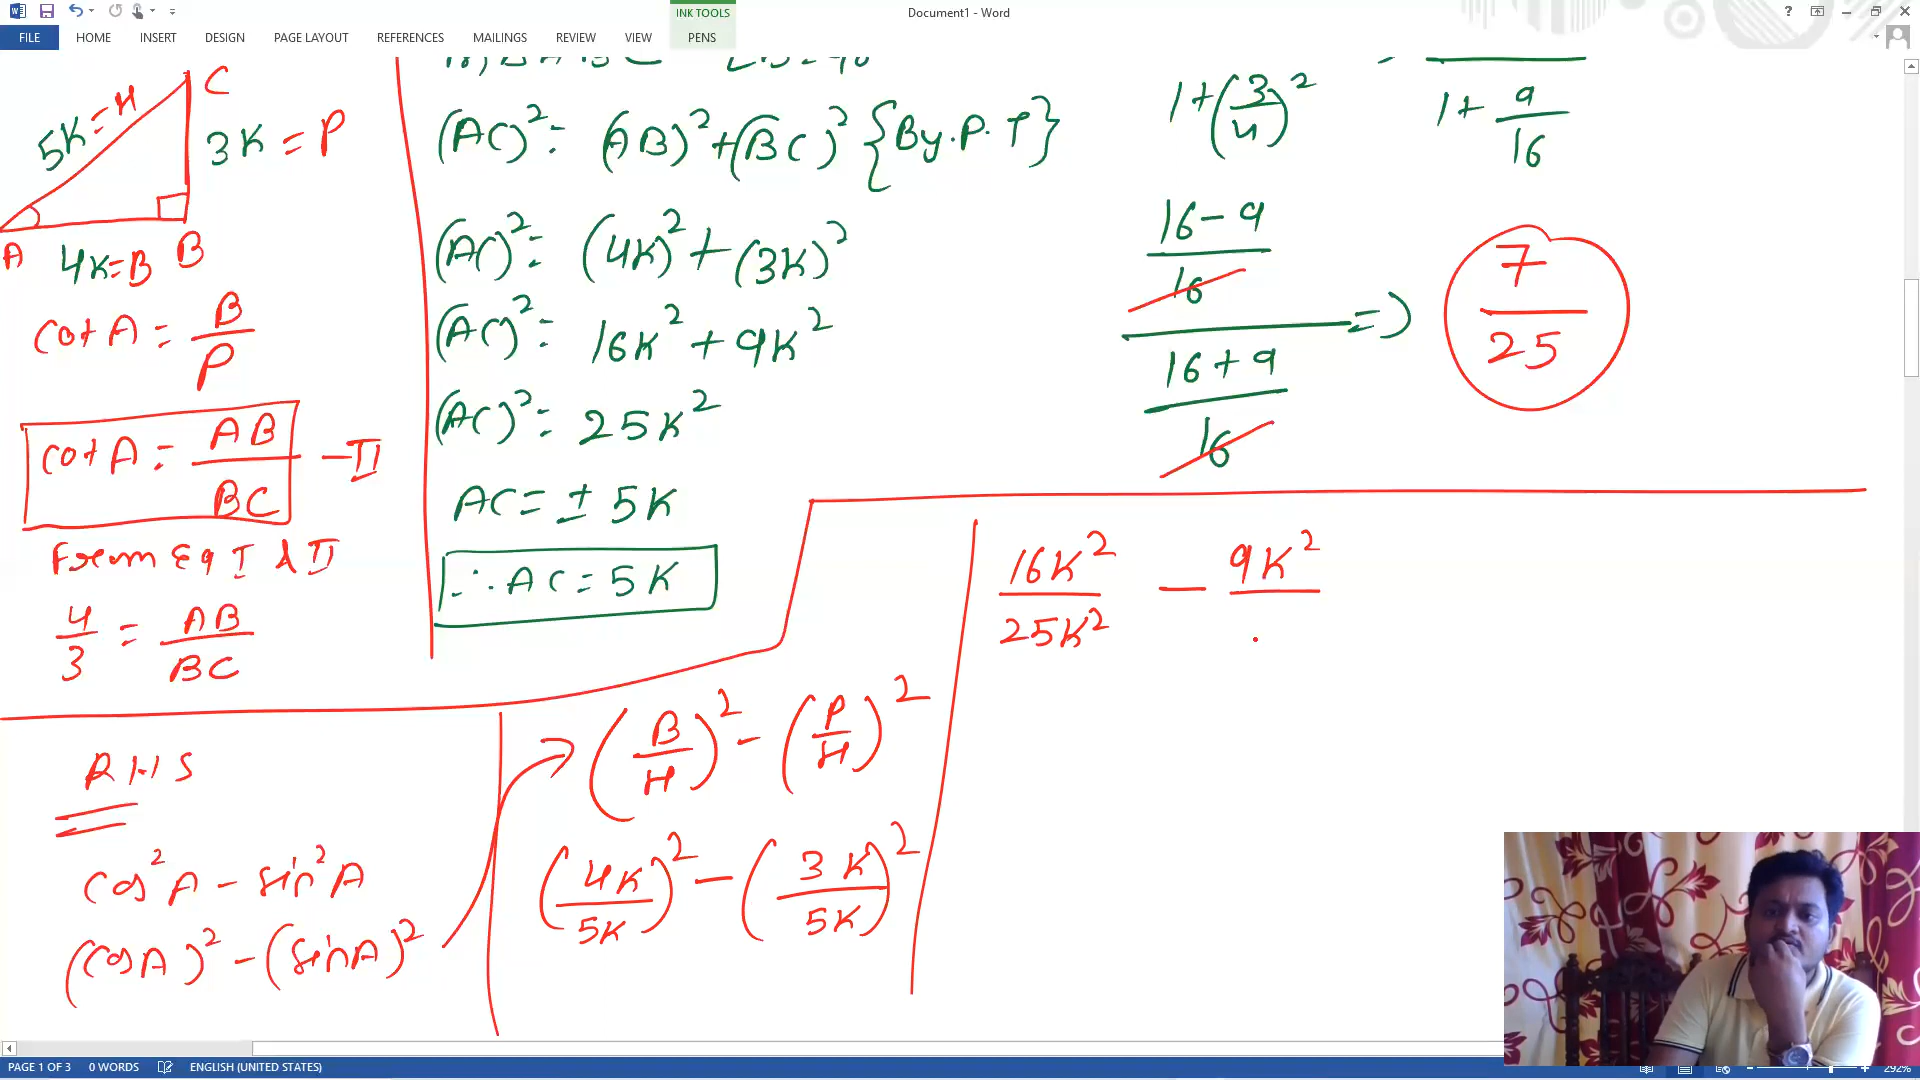 INK TOOLS
Document1 - Word
FILE HOME INSERT DESIGN PAGE LAYOUT REFERENCES MAILINGS REVIEW VIEW PENS
C
5K=H
3K = P
A
4K=B
B
cot A = B/P
cot A = AB/BC - II
From Eq I & II
4/3 = AB/BC
(AC)² = (AB)² + (BC)² {By.P.T}
(AC)² = (4K)² + (3K)²
(AC)² = 16K² + 9K²
(AC)² = 25K²
AC = ± 5K
∴ AC = 5K
1+(3/4)²
1 + 9/16
16 - 9
16
16 + 9
16
=> 7/25
RHS
cos²A - sin²A
(cosA)² - (sinA)²
(B/H)² - (P/H)²
(4K/5K)² - (3K/5K)²
16K²/25K² - 9K²
PAGE 1 OF 3 0 WORDS ENGLISH (UNITED STATES) 292%